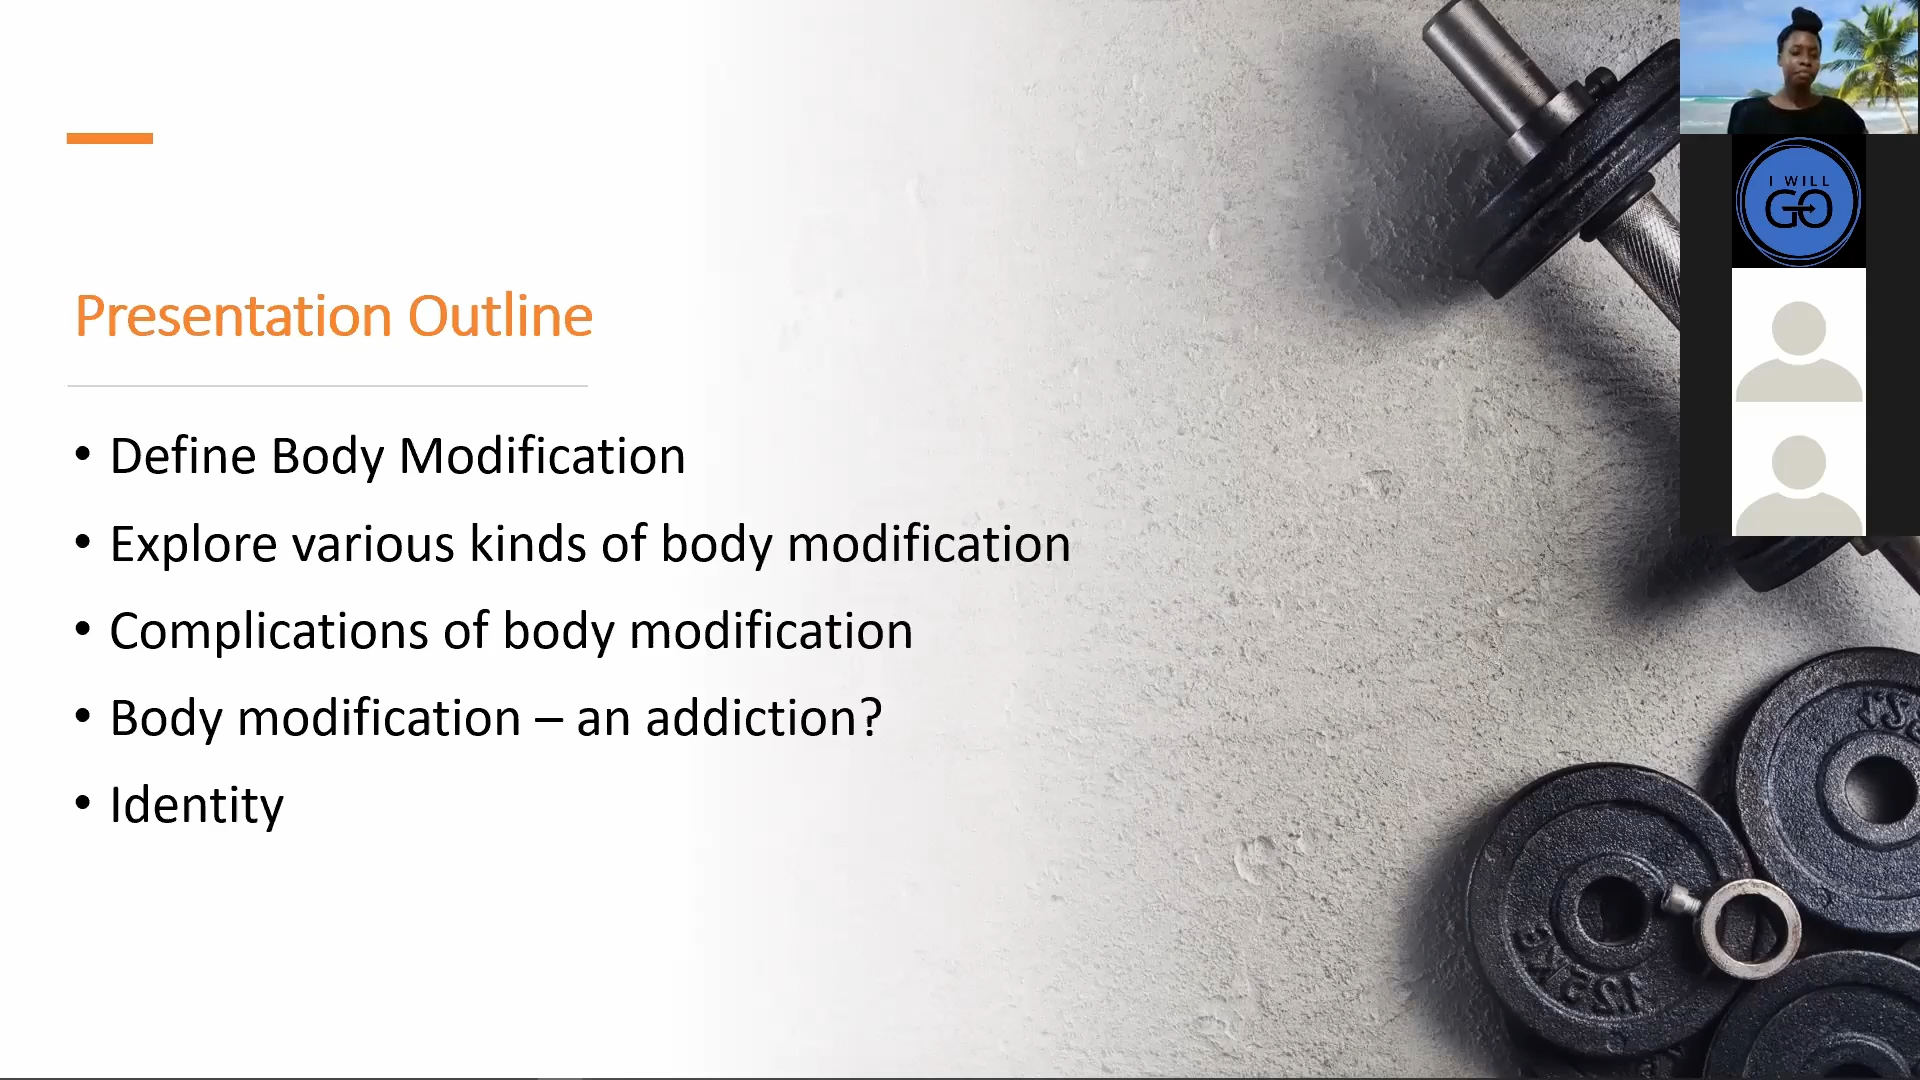 Presentation Outline
• Define Body Modification
• Explore various kinds of body modification
• Complications of body modification
• Body modification – an addiction?
• Identity
I WILL
GO